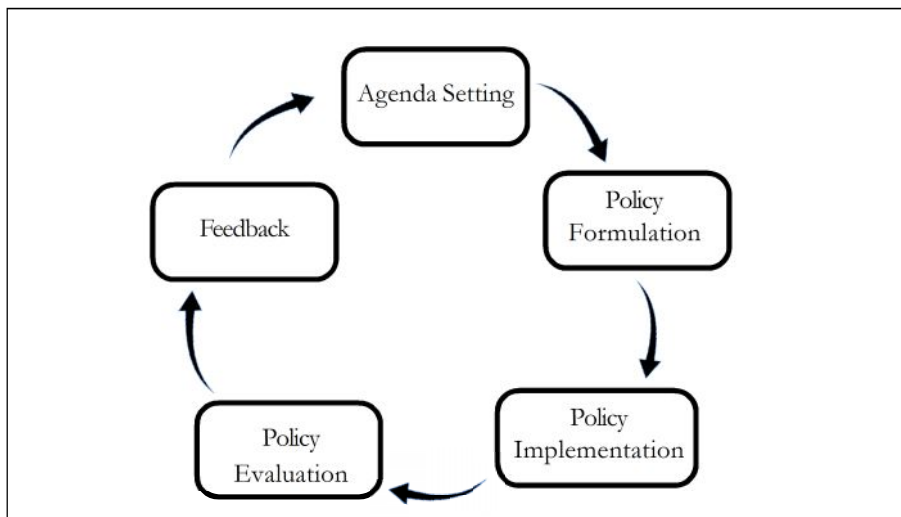 Agenda Setting
Policy
Formulation
Policy
Implementation
Policy
Evaluation
Feedback